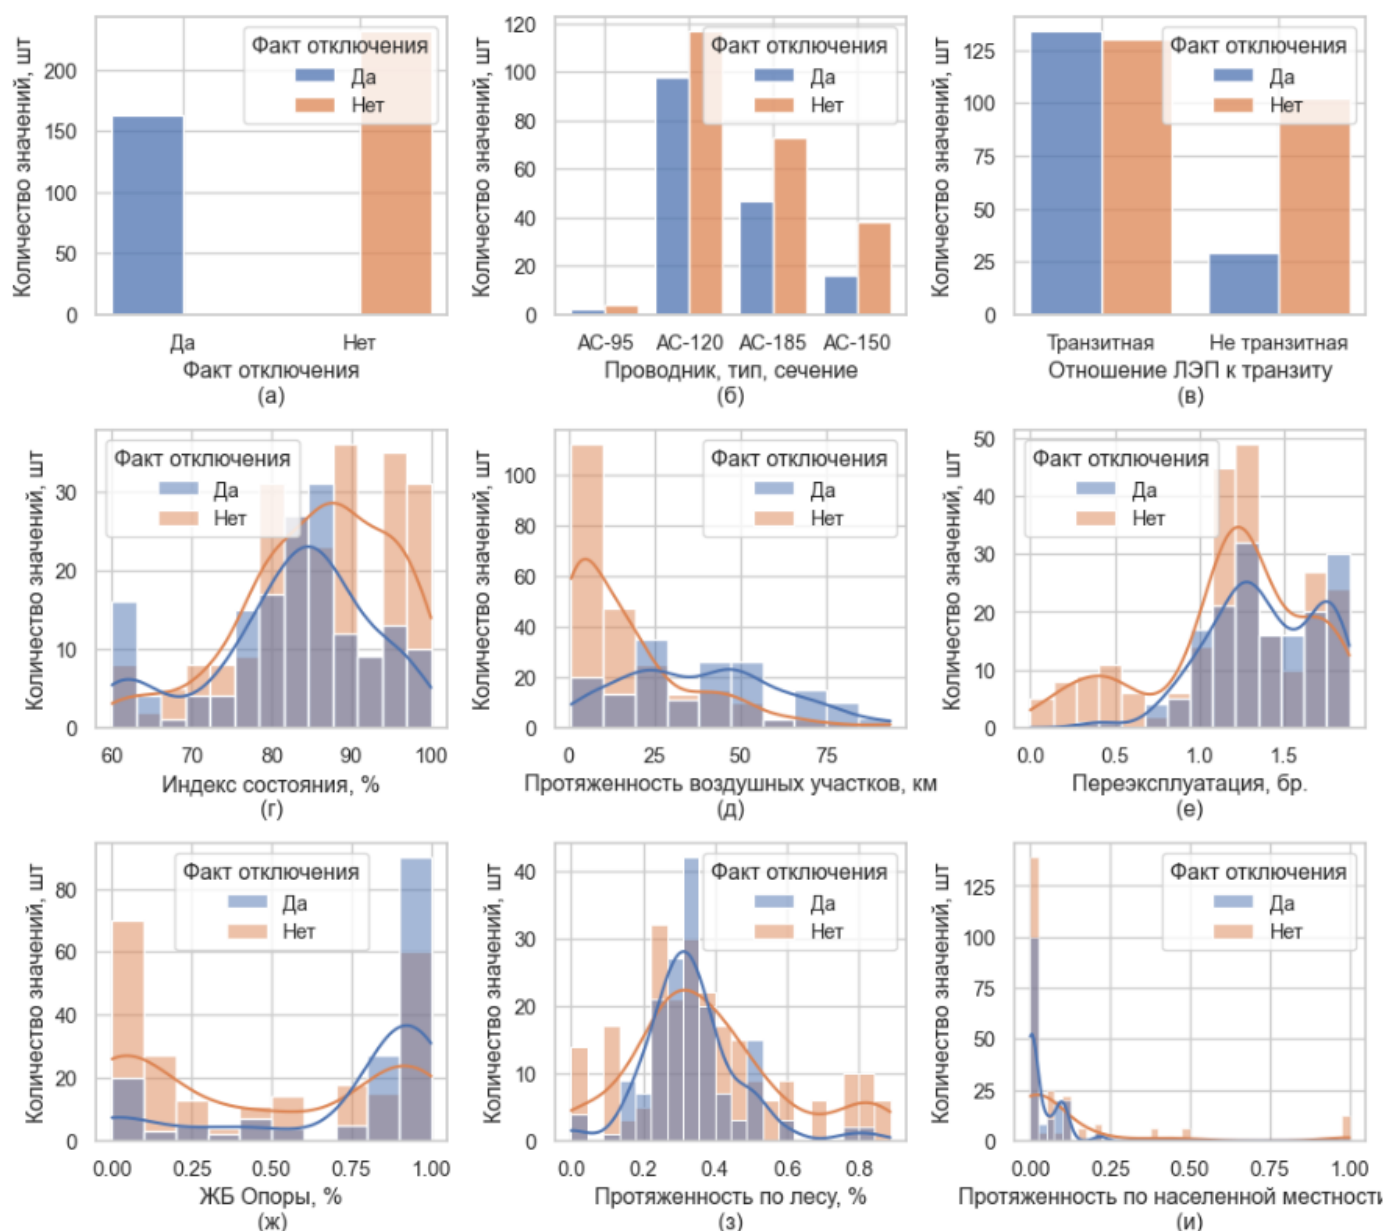 Количество значений, шт
200
150
100
50
0
Факт отключения
Да
Нет
Да
Нет
Факт отключения
(а)
Количество значений, шт
120
100
80
60
40
20
0
Факт отключения
Да
Нет
АС-95
АС-120
АС-185
АС-150
Проводник, тип, сечение
(б)
Количество значений, шт
125
100
75
50
25
0
Факт отключения
Да
Нет
Транзитная
Не транзитная
Отношение ЛЭП к транзиту
(в)
Количество значений, шт
30
20
10
0
Факт отключения
Да
Нет
60
70
80
90
100
Индекс состояния, %
(г)
Количество значений, шт
100
80
60
40
20
0
Факт отключения
Да
Нет
0
25
50
75
Протяженность воздушных участков, км
(д)
Количество значений, шт
50
40
30
20
10
0
Факт отключения
Да
Нет
0.0
0.5
1.0
1.5
Переэксплуатация, бр.
(е)
Количество значений, шт
80
60
40
20
0
Факт отключения
Да
Нет
0.00
0.25
0.50
0.75
1.00
ЖБ Опоры, %
(ж)
Количество значений, шт
40
30
20
10
0
Факт отключения
Да
Нет
0.0
0.2
0.4
0.6
0.8
Протяженность по лесу, %
(з)
Количество значений, шт
125
100
75
50
25
0
Факт отключения
Да
Нет
0.00
0.25
0.50
0.75
1.00
Протяженность по населенной местности
(и)